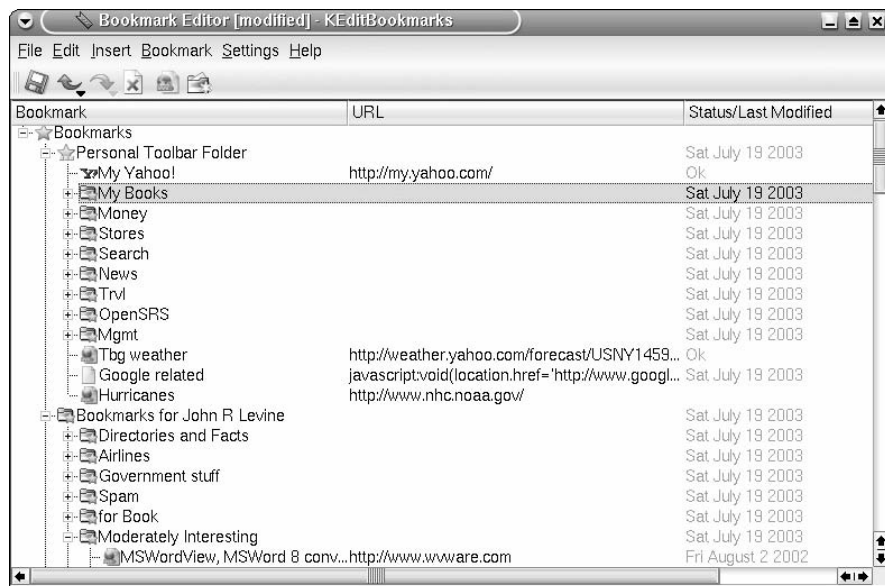 Bookmark Editor [modified] - KEditBookmarks
File Edit Insert Bookmark Settings Help
Bookmark URL Status/Last Modified
Bookmarks
Personal Toolbar Folder Sat July 19 2003
My Yahoo! http://my.yahoo.com/ Ok
My Books Sat July 19 2003
Money Sat July 19 2003
Stores Sat July 19 2003
Search Sat July 19 2003
News Sat July 19 2003
Trvl Sat July 19 2003
OpenSRS Sat July 19 2003
Mgmt Sat July 19 2003
Tbg weather http://weather.yahoo.com/forecast/USNY1459... Ok
Google related javascript:void(location.href='http://www.googl... Sat July 19 2003
Hurricanes http://www.nhc.noaa.gov/
Bookmarks for John R Levine Sat July 19 2003
Directories and Facts Sat July 19 2003
Airlines Sat July 19 2003
Government stuff Sat July 19 2003
Spam Sat July 19 2003
for Book Sat July 19 2003
Moderately Interesting Sat July 19 2003
MSWordView, MSWord 8 conv... http://www.wvware.com Fri August 2 2002